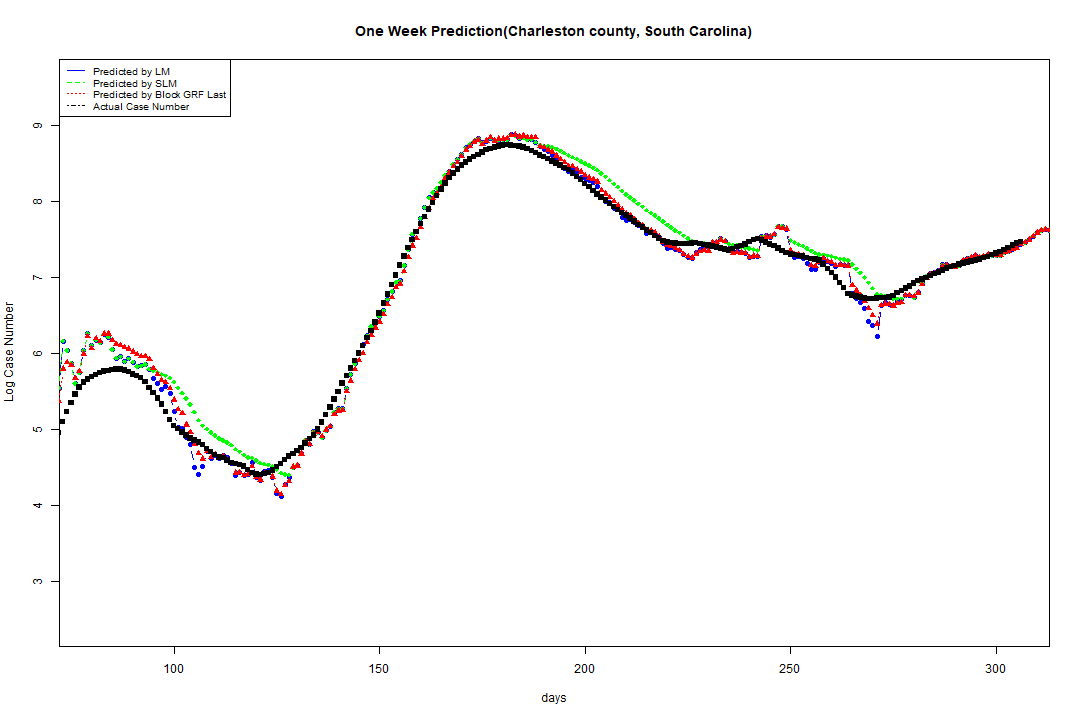 One Week Prediction(Charleston county, South Carolina)
Predicted by LM
Predicted by SLM
Predicted by Block GRF Last
Actual Case Number
Log Case Number
9
8
7
6
5
4
3
100 150 200 250 300
days